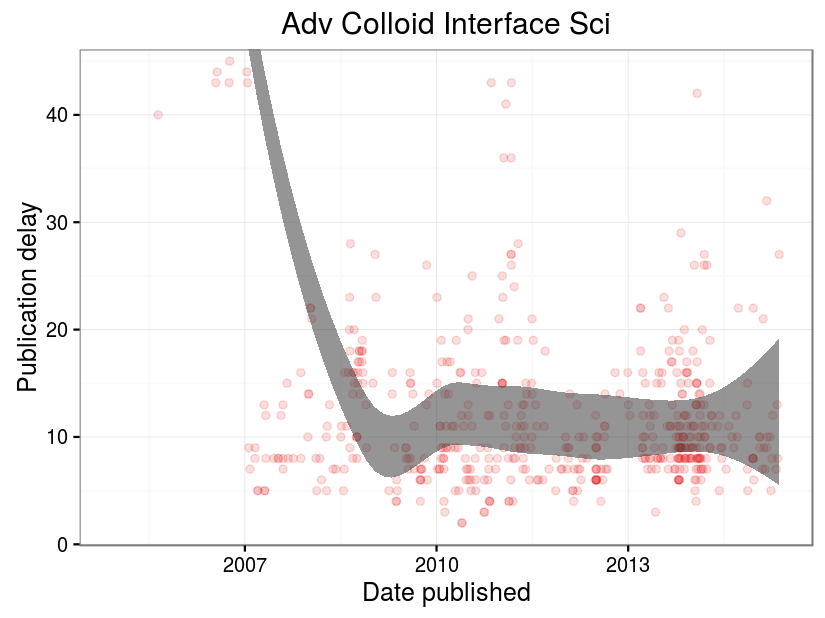 Adv Colloid Interface Sci
Publication delay
40
30
20
10
0
2007
2010
2013
Date published